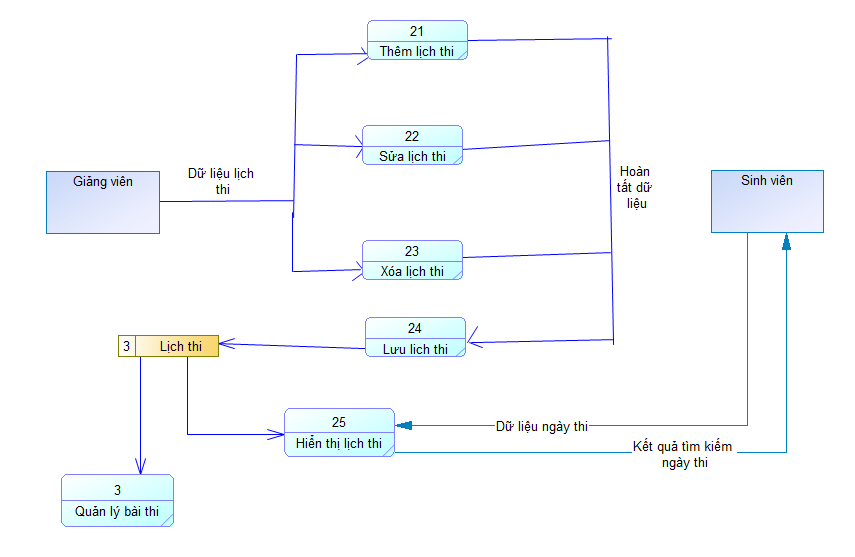 21
Thêm lịch thi
22
Sửa lịch thi
Dữ liệu lịch
thi
Giảng viên
Hoàn
tất dữ
liệu
Sinh viên
23
Xóa lịch thi
24
Lưu lich thi
3 Lịch thi
25
Hiển thị lịch thi
Dữ liệu ngày thi
Kết quả tìm kiếm
ngày thi
3
Quản lý bài thi